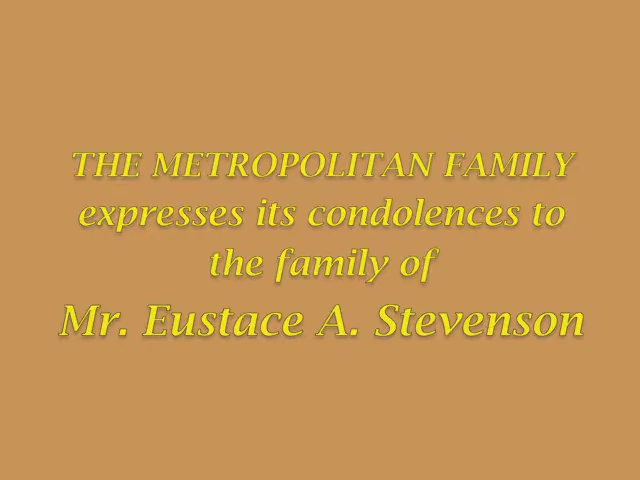 THE METROPOLITAN FAMILY
expresses its condolences to
the family of
Mr. Eustace A. Stevenson